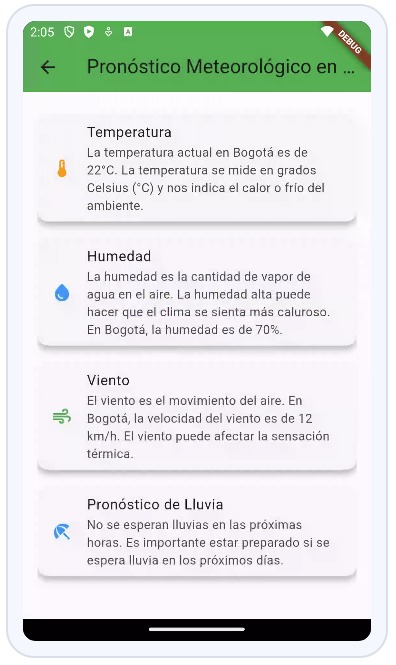 2:05
DEBUG
Pronóstico Meteorológico en ...
Temperatura
La temperatura actual en Bogotá es de
22°C. La temperatura se mide en grados
Celsius (°C) y nos indica el calor o frío del
ambiente.
Humedad
La humedad es la cantidad de vapor de
agua en el aire. La humedad alta puede
hacer que el clima se sienta más caluroso.
En Bogotá, la humedad es de 70%.
Viento
El viento es el movimiento del aire. En
Bogotá, la velocidad del viento es de 12
km/h. El viento puede afectar la sensación
térmica.
Pronóstico de Lluvia
No se esperan lluvias en las próximas
horas. Es importante estar preparado si se
espera lluvia en los próximos días.